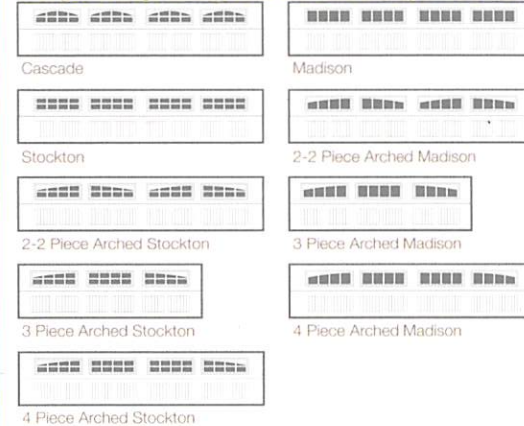 Cascade
Madison
Stockton
2-2 Piece Arched Madison
2-2 Piece Arched Stockton
3 Piece Arched Madison
3 Piece Arched Stockton
4 Piece Arched Madison
4 Piece Arched Stockton